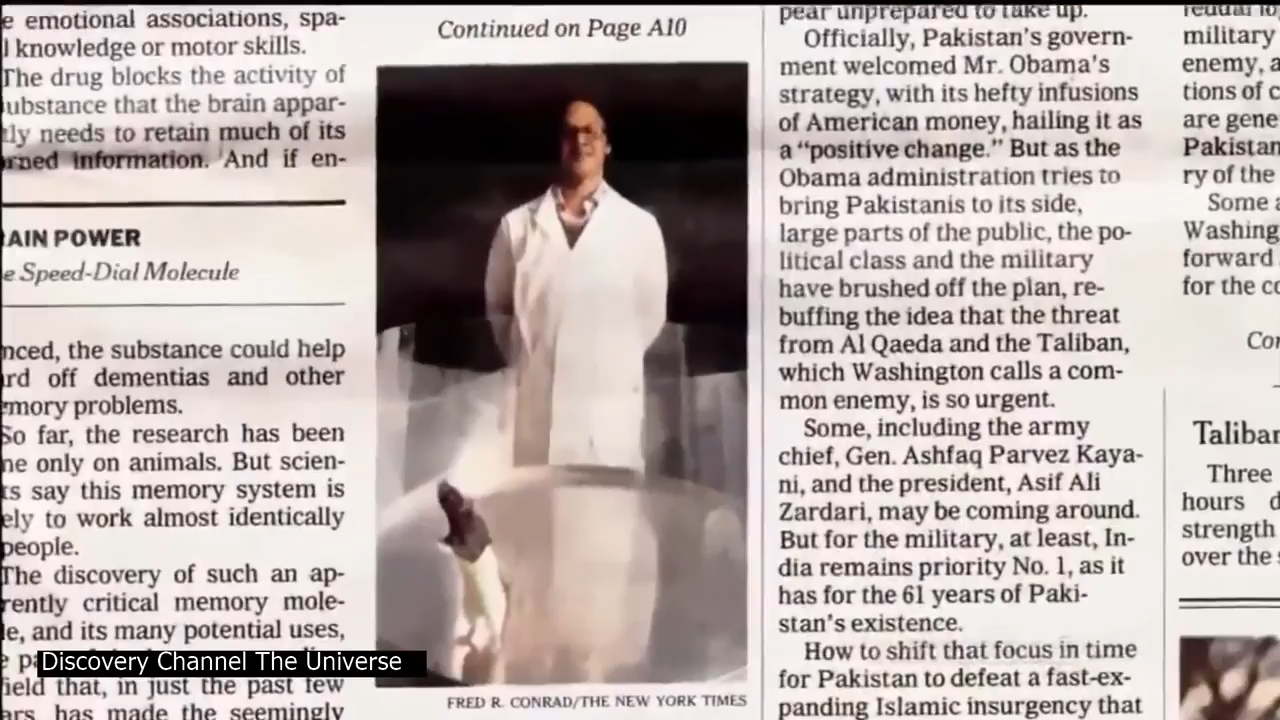 e emotional associations, spa-
l knowledge or motor skills.
The drug blocks the activity of
ubstance that the brain appar-
tly needs to retain much of its
rned information. And if en-
AIN POWER
e Speed-Dial Molecule
nced, the substance could help
rd off dementias and other
mory problems.
So far, the research has been
ne only on animals. But scien-
ts say this memory system is
ely to work almost identically
people.
The discovery of such an ap-
rently critical memory mole-
le, and its many potential uses,
field that, in just the past few
ars, has made the seemingly
Discovery Channel The Universe
Continued on Page A10
FRED R. CONRAD/THE NEW YORK TIMES
pear unprepared to take up.
Officially, Pakistan's govern-
ment welcomed Mr. Obama's
strategy, with its hefty infusions
of American money, hailing it as
a “positive change.” But as the
Obama administration tries to
bring Pakistanis to its side,
large parts of the public, the po-
litical class and the military
have brushed off the plan, re-
buffing the idea that the threat
from Al Qaeda and the Taliban,
which Washington calls a com-
mon enemy, is so urgent.
Some, including the army
chief, Gen. Ashfaq Parvez Kaya-
ni, and the president, Asif Ali
Zardari, may be coming around.
But for the military, at least, In-
dia remains priority No. 1, as it
has for the 61 years of Paki-
stan's existence.
How to shift that focus in time
for Pakistan to defeat a fast-ex-
panding Islamic insurgency that
military
enemy, a
tions of c
are gene
Pakistan
ry of the
Some a
Washing
forward
for the co
Con
Taliban
Three
hours d
strength
over the